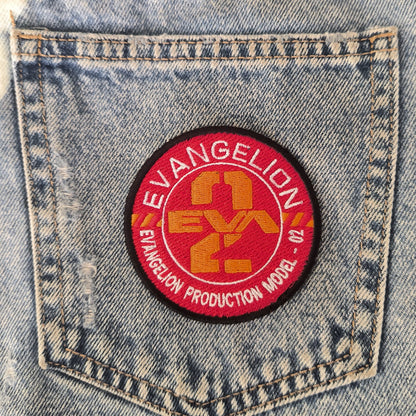 EVANGELION
02
EVA
EVANGELION PRODUCTION MODEL - 02